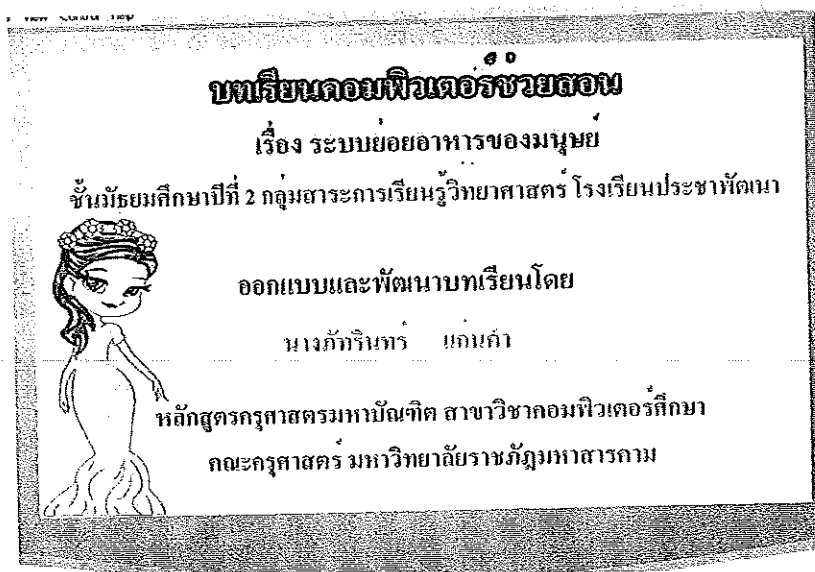 View Control Help
บทเรียนคอมพิวเตอร์ช่วยสอน
เรื่อง ระบบย่อยอาหารของมนุษย์
ชั้นมัธยมศึกษาปีที่ 2 กลุ่มสาระการเรียนรู้วิทยาศาสตร์ โรงเรียนประชาพัฒนา
ออกแบบและพัฒนาบทเรียนโดย
นางภัทรินทร์ แก่นคำ
หลักสูตรครุศาสตรมหาบัณฑิต สาขาวิชาคอมพิวเตอร์ศึกษา
คณะครุศาสตร์ มหาวิทยาลัยราชภัฏมหาสารคาม